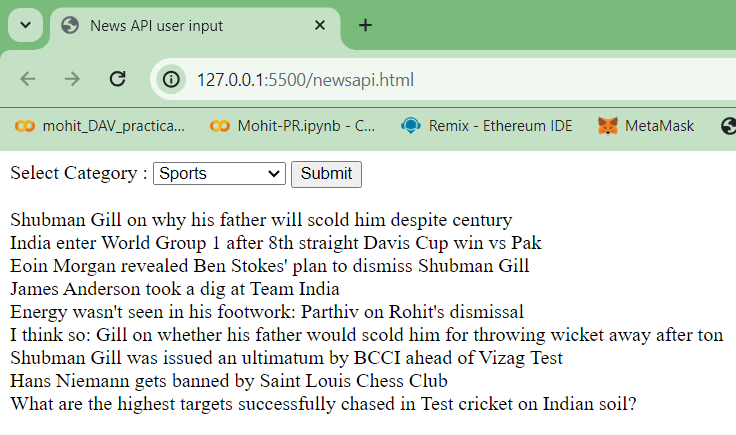 News API user input
127.0.0.1:5500/newsapi.html
mohit_DAV_practica... Mohit-PR.ipynb - C... Remix - Ethereum IDE MetaMask
Select Category : Sports Submit
Shubman Gill on why his father will scold him despite century
India enter World Group 1 after 8th straight Davis Cup win vs Pak
Eoin Morgan revealed Ben Stokes' plan to dismiss Shubman Gill
James Anderson took a dig at Team India
Energy wasn't seen in his footwork: Parthiv on Rohit's dismissal
I think so: Gill on whether his father would scold him for throwing wicket away after ton
Shubman Gill was issued an ultimatum by BCCI ahead of Vizag Test
Hans Niemann gets banned by Saint Louis Chess Club
What are the highest targets successfully chased in Test cricket on Indian soil?